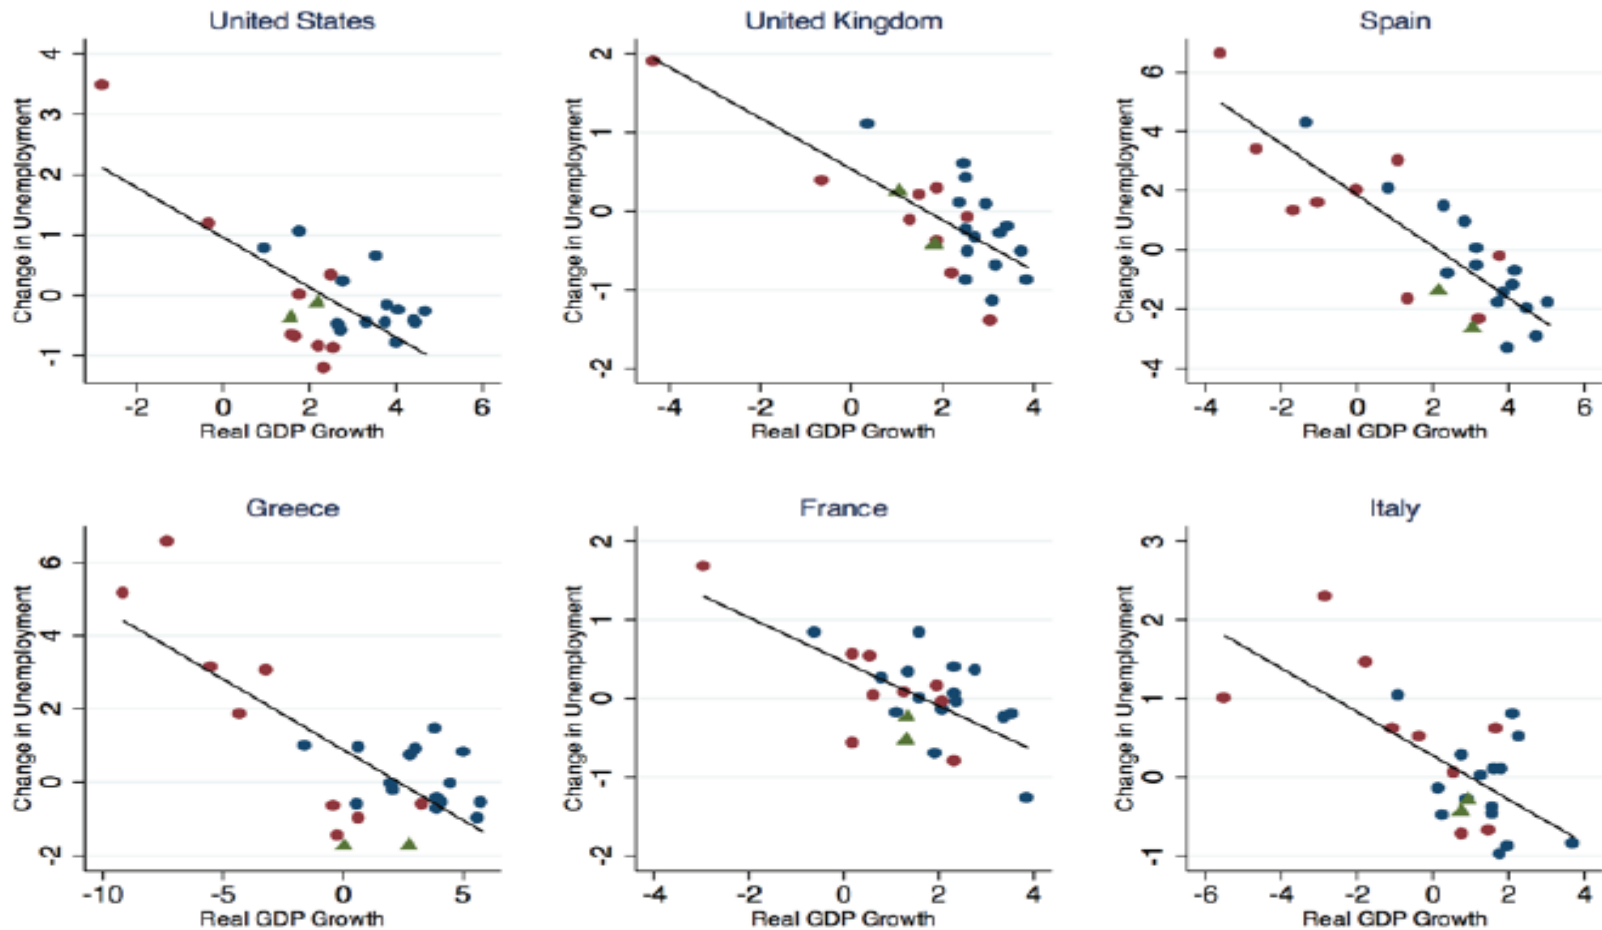 United States
United Kingdom
Spain
Change in Unemployment
4
3
2
1
0
-1
-2 0 2 4 6
Real GDP Growth
Change in Unemployment
2
1
0
-1
-2
-4 -2 0 2 4
Real GDP Growth
Change in Unemployment
6
4
2
0
-2
-4
-4 -2 0 2 4 6
Real GDP Growth
Greece
France
Italy
Change in Unemployment
6
4
2
0
-2
-10 -5 0 5
Real GDP Growth
Change in Unemployment
2
1
0
-1
-2
-4 -2 0 2 4
Real GDP Growth
Change in Unemployment
3
2
1
0
-1
-6 -4 -2 0 2 4
Real GDP Growth